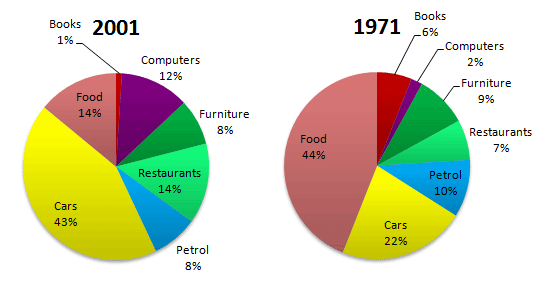 2001
Books
1%
Computers
12%
Furniture
8%
Restaurants
14%
Petrol
8%
Cars
43%
Food
14%
1971
Books
6%
Computers
2%
Furniture
9%
Restaurants
7%
Petrol
10%
Cars
22%
Food
44%